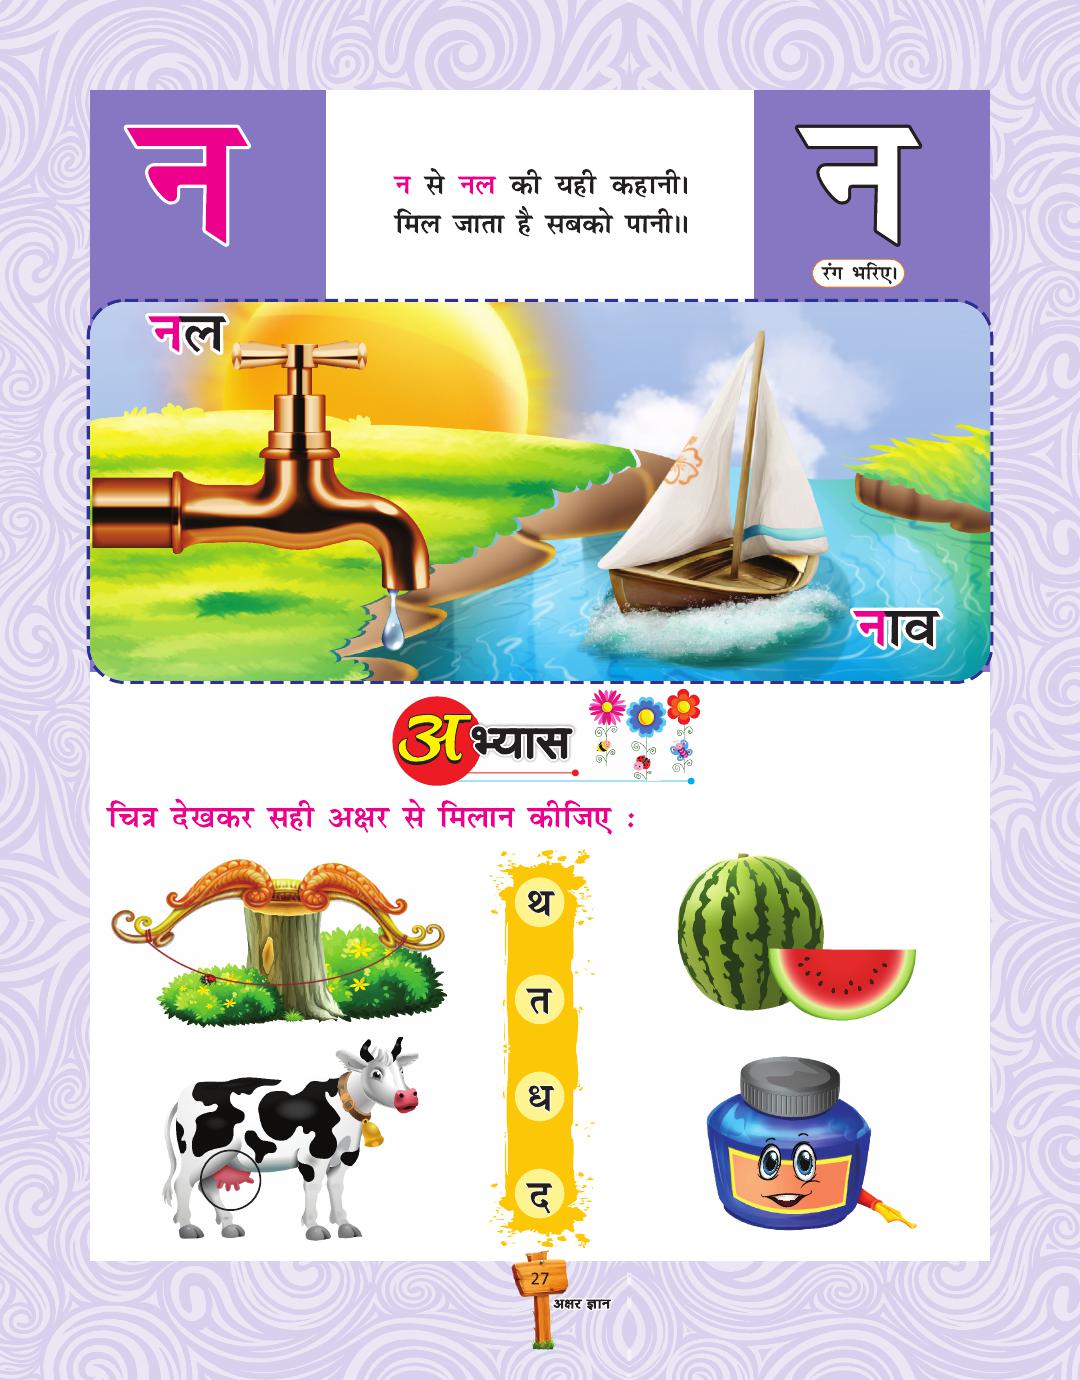 न
न से नल की यही कहानी।
मिल जाता है सबको पानी॥
न
रंग भरिए।
नल
नाव
अभ्यास
चित्र देखकर सही अक्षर से मिलान कीजिए :
थ
त
ध
द
27
अक्षर ज्ञान